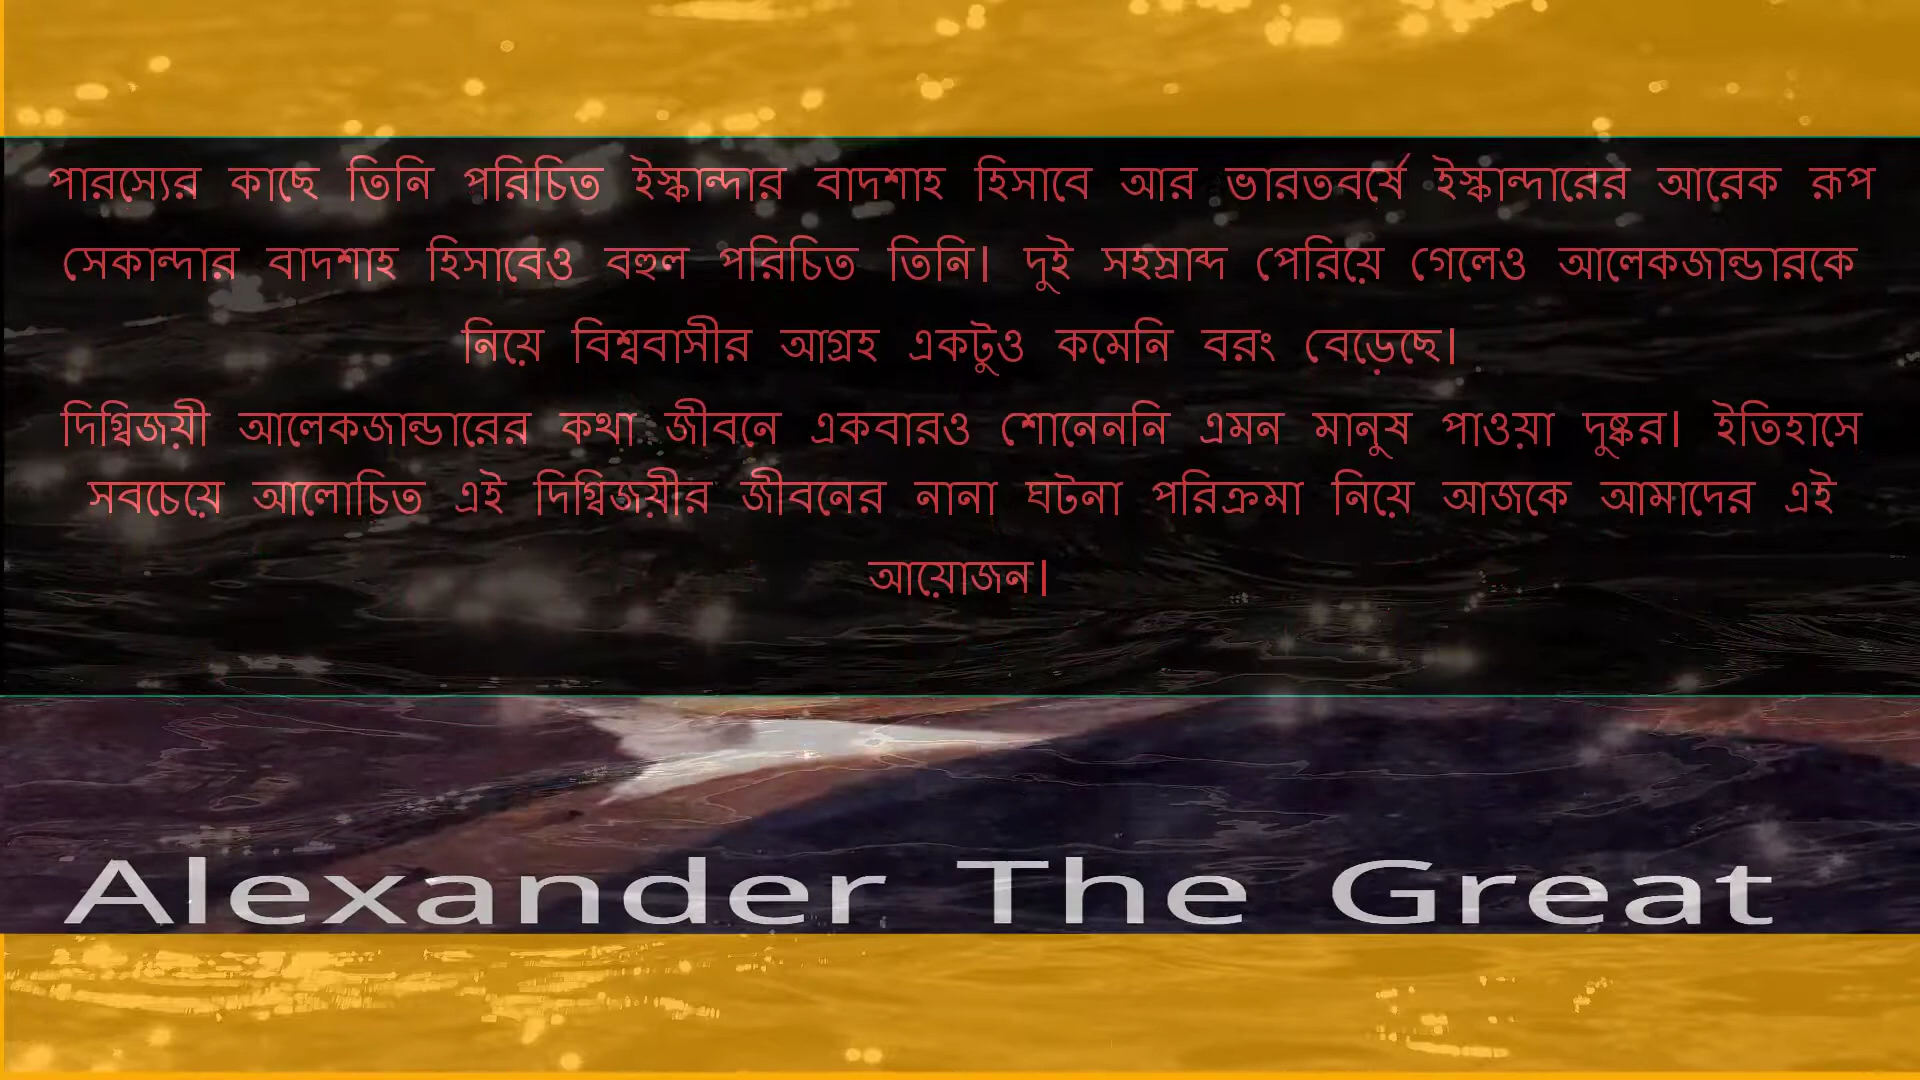 পারস্যের কাছে তিনি পরিচিত ইস্কান্দার বাদশাহ হিসাবে আর ভারতবর্ষে ইস্কান্দারের আরেক রূপ
সেকান্দার বাদশাহ হিসাবেও বহুল পরিচিত তিনি। দুই সহস্রাব্দ পেরিয়ে গেলেও আলেকজান্ডারকে
নিয়ে বিশ্ববাসীর আগ্রহ একটুও কমেনি বরং বেড়েছে।
দিগ্বিজয়ী আলেকজান্ডারের কথা জীবনে একবারও শোনেননি এমন মানুষ পাওয়া দুষ্কর। ইতিহাসে
সবচেয়ে আলোচিত এই দিগ্বিজয়ীর জীবনের নানা ঘটনা পরিক্রমা নিয়ে আজকে আমাদের এই
আয়োজন।
Alexander The Great